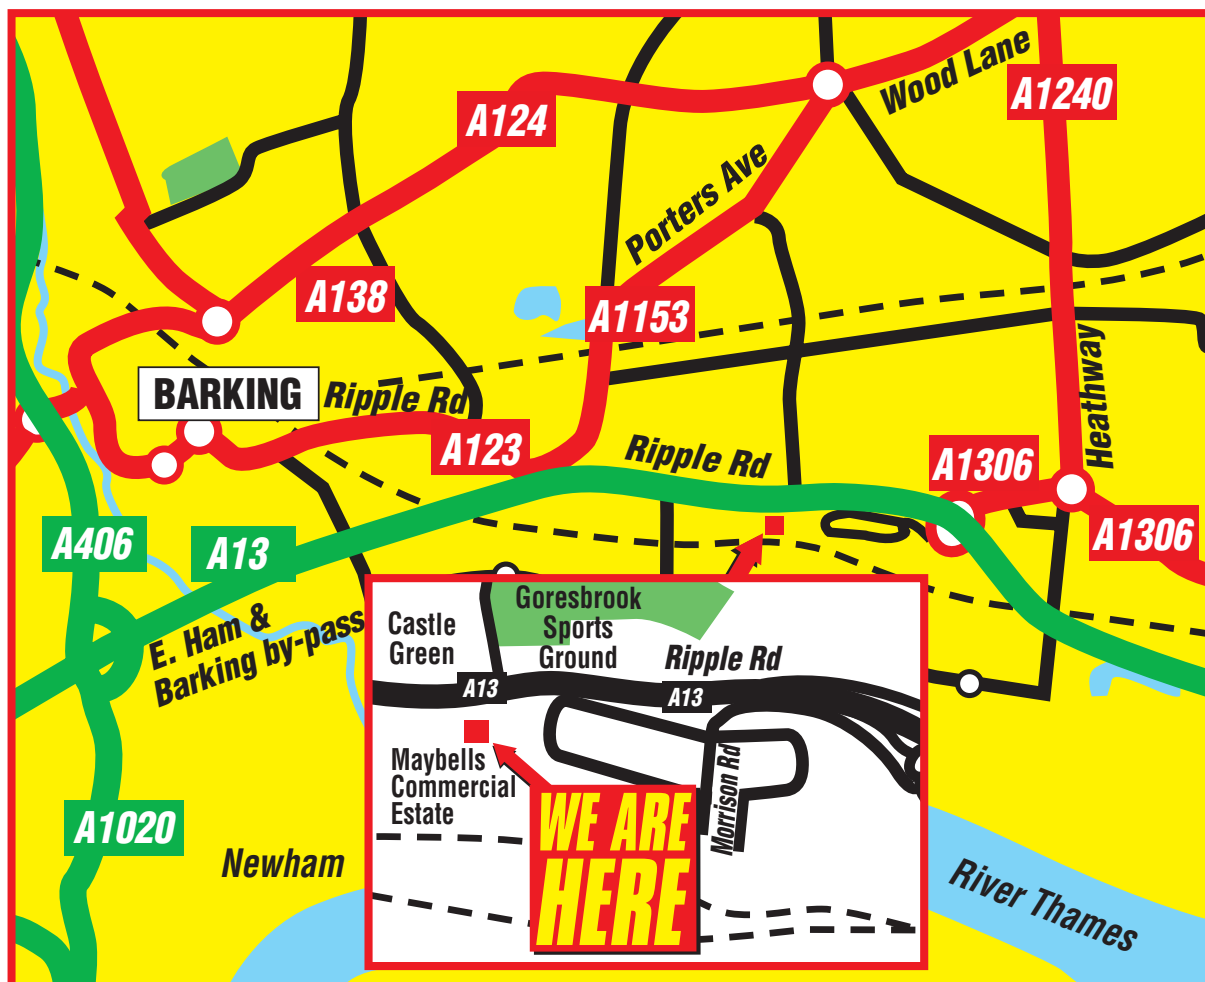 Wood Lane
A1240
A124
Porters Ave
A138
A1153
Heathway
BARKING
Ripple Rd
A123
Ripple Rd
A1306
A406
A13
A1306
E. Ham &
Barking by-pass
Goresbrook
Sports
Ground
Castle
Green
Ripple Rd
A13
A13
Maybells
Commercial
Estate
Morrison Rd
WE ARE
HERE
A1020
Newham
River Thames